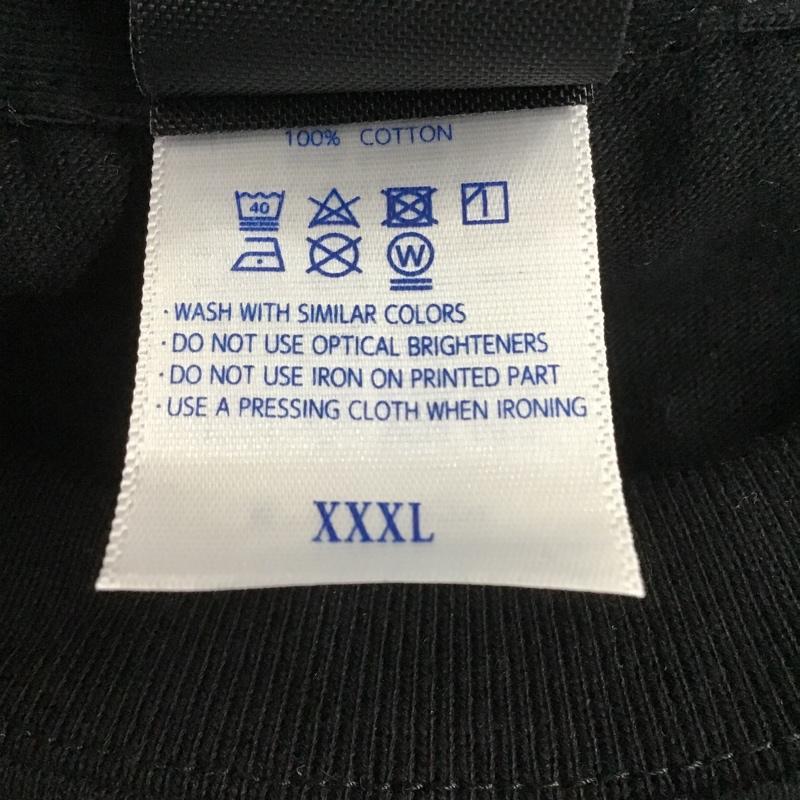 100% COTTON
40
W
· WASH WITH SIMILAR COLORS
· DO NOT USE OPTICAL BRIGHTENERS
· DO NOT USE IRON ON PRINTED PART
· USE A PRESSING CLOTH WHEN IRONING
XXXL